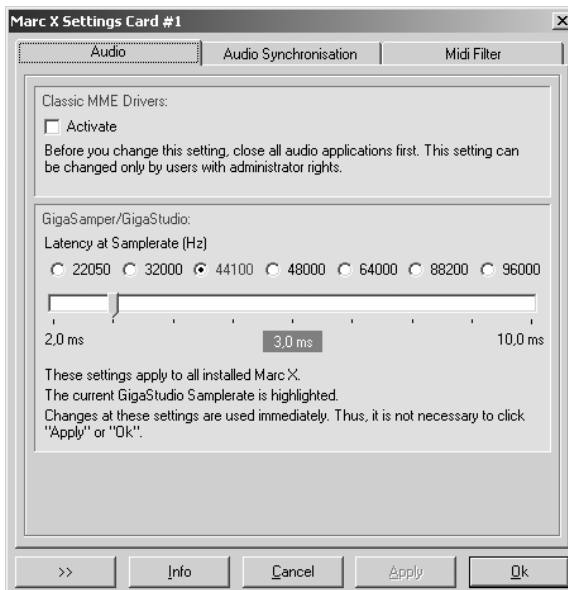 Marc X Settings Card #1
Audio
Audio Synchronisation
Midi Filter
Classic MME Drivers:
Activate
Before you change this setting, close all audio applications first. This setting can
be changed only by users with administrator rights.
GigaSamper/GigaStudio:
Latency at Samplerate (Hz)
22050 32000 44100 48000 64000 88200 96000
2,0 ms 3,0 ms 10,0 ms
These settings apply to all installed Marc X.
The current GigaStudio Samplerate is highlighted.
Changes at these settings are used immediately. Thus, it is not necessary to click
"Apply" or "Ok".
>> Info Cancel Apply Ok